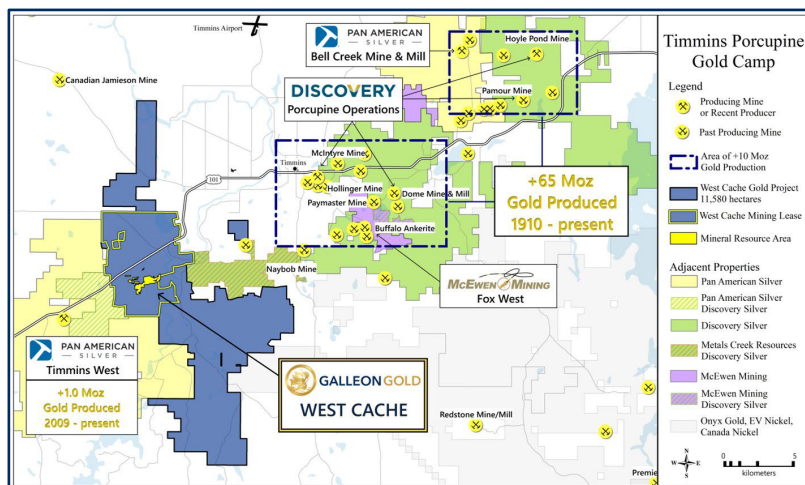 Timmins Airport
PAN AMERICAN
SILVER
Bell Creek Mine & Mill
Hoyle Pond Mine
Canadian Jamieson Mine
DISCOVERY
Porcupine Operations
Pamour Mine
101
Timmins
McIntyre Mine
Hollinger Mine
Dome Mine & Mill
Paymaster Mine
Buffalo Ankerite
+65 Moz
Gold Produced
1910 - present
Naybob Mine
MCEWEN MINING
Fox West
PAN AMERICAN
SILVER
Timmins West
+1.0 Moz
Gold Produced
2009 - present
GALLEON GOLD
WEST CACHE
Redstone Mine/Mill
Premie
Timmins Porcupine
Gold Camp
Legend
Producing Mine
or Recent Producer
Past Producing Mine
Area of +10 Moz
Gold Production
West Cache Gold Project
11,580 hectares
West Cache Mining Lease
Mineral Resource Area
Adjacent Properties
Pan American Silver
Pan American Silver
Discovery Silver
Discovery Silver
Metals Creek Resources
Discovery Silver
McEwen Mining
McEwen Mining
Discovery Silver
Onyx Gold, EV Nickel,
Canada Nickel
N
W E
S
0 5
kilometers